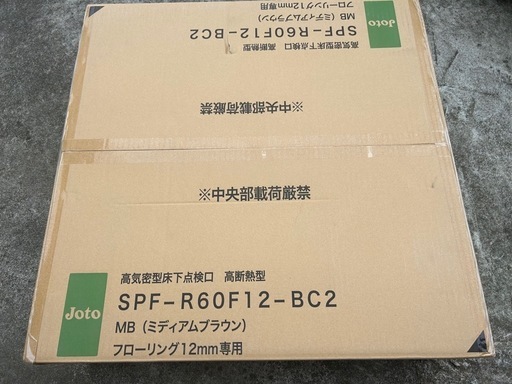 Joto
高気密型床下点検口 高断熱型
SPF-R60F12-BC2
MB（ミディアムブラウン）
フローリング12mm専用
※中央部載荷厳禁
※中央部載荷厳禁
高気密型床下点検口 高断熱型
Joto
SPF-R60F12-BC2
MB（ミディアムブラウン）
フローリング12mm専用